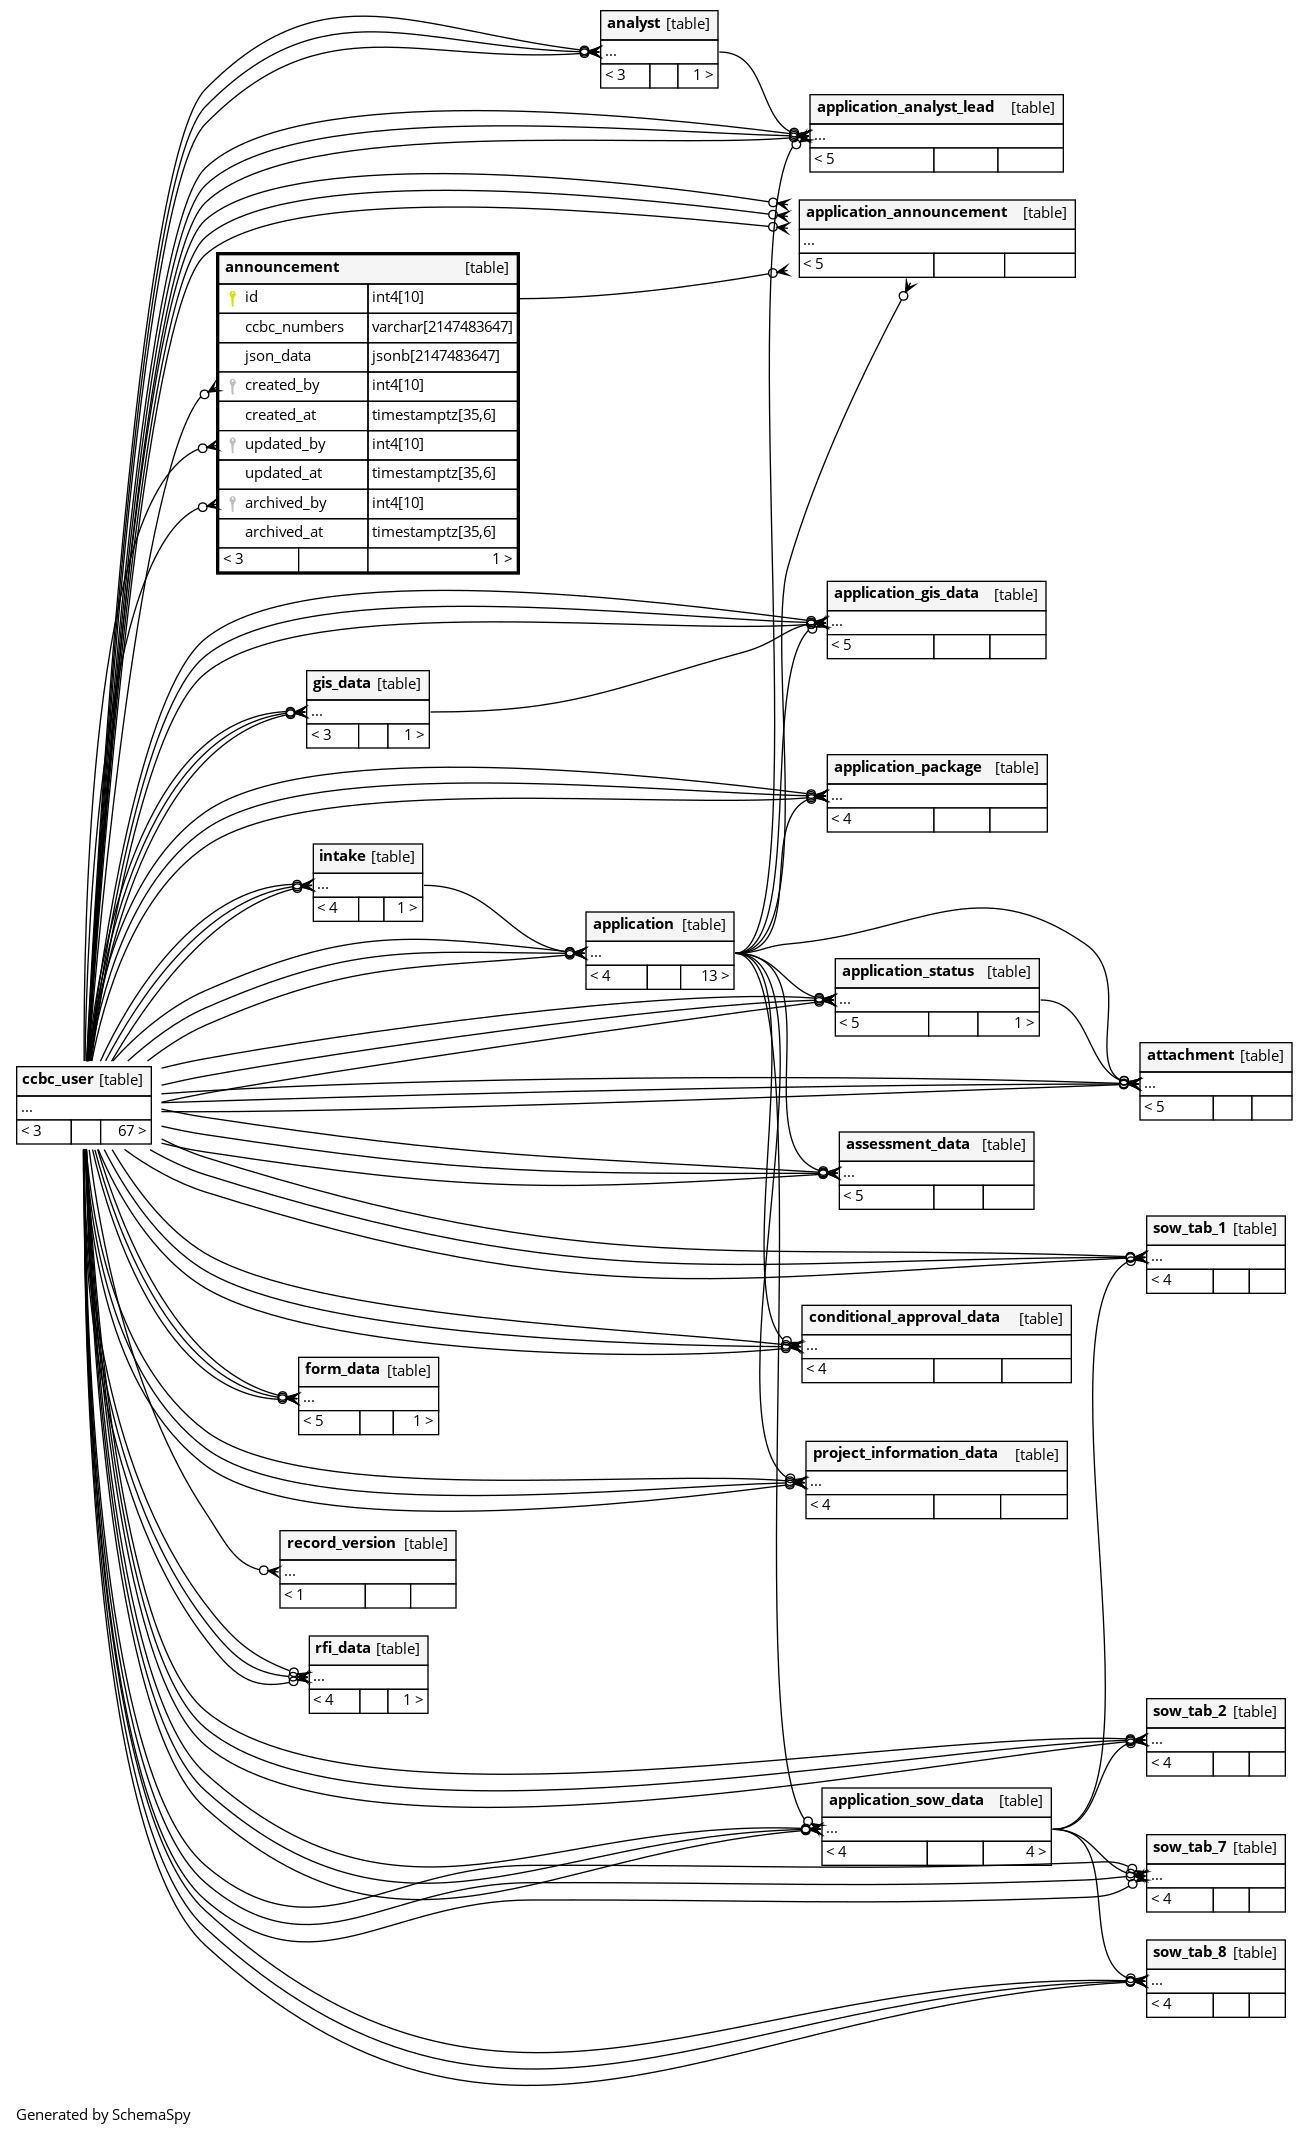 analyst [table]
...
< 3 1 >
application_analyst_lead [table]
...
< 5
application_announcement [table]
...
< 5
announcement [table]
id int4[10]
ccbc_numbers varchar[2147483647]
json_data jsonb[2147483647]
created_by int4[10]
created_at timestamptz[35,6]
updated_by int4[10]
updated_at timestamptz[35,6]
archived_by int4[10]
archived_at timestamptz[35,6]
< 3 1 >
application_gis_data [table]
...
< 5
gis_data [table]
...
< 3 1 >
application_package [table]
...
< 4
intake [table]
...
< 4 1 >
application [table]
...
< 4 13 >
application_status [table]
...
< 5 1 >
attachment [table]
...
< 5
ccbc_user [table]
...
< 3 67 >
assessment_data [table]
...
< 5
sow_tab_1 [table]
...
< 4
conditional_approval_data [table]
...
< 4
form_data [table]
...
< 5 1 >
project_information_data [table]
...
< 4
record_version [table]
...
< 1
rfi_data [table]
...
< 4 1 >
sow_tab_2 [table]
...
< 4
application_sow_data [table]
...
< 4 4 >
sow_tab_7 [table]
...
< 4
sow_tab_8 [table]
...
< 4
Generated by SchemaSpy